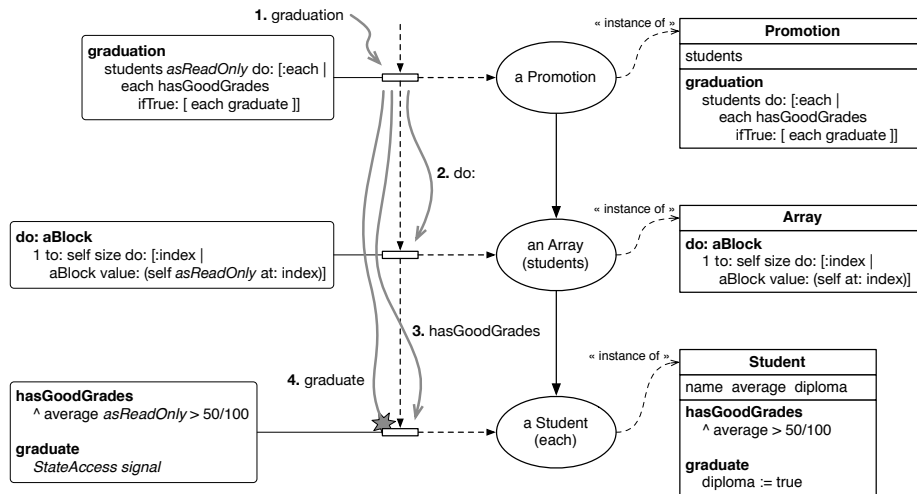 1. graduation
graduation
students asReadOnly do: [:each |
each hasGoodGrades
ifTrue: [ each graduate ]]
a Promotion
« instance of »
Promotion
students
graduation
students do: [:each |
each hasGoodGrades
ifTrue: [ each graduate ]]
2. do:
do: aBlock
1 to: self size do: [:index |
aBlock value: (self asReadOnly at: index)]
an Array
(students)
« instance of »
Array
do: aBlock
1 to: self size do: [:index |
aBlock value: (self at: index)]
3. hasGoodGrades
4. graduate
hasGoodGrades
^ average asReadOnly > 50/100
graduate
StateAccess signal
a Student
(each)
« instance of »
Student
name average diploma
hasGoodGrades
^ average > 50/100
graduate
diploma := true